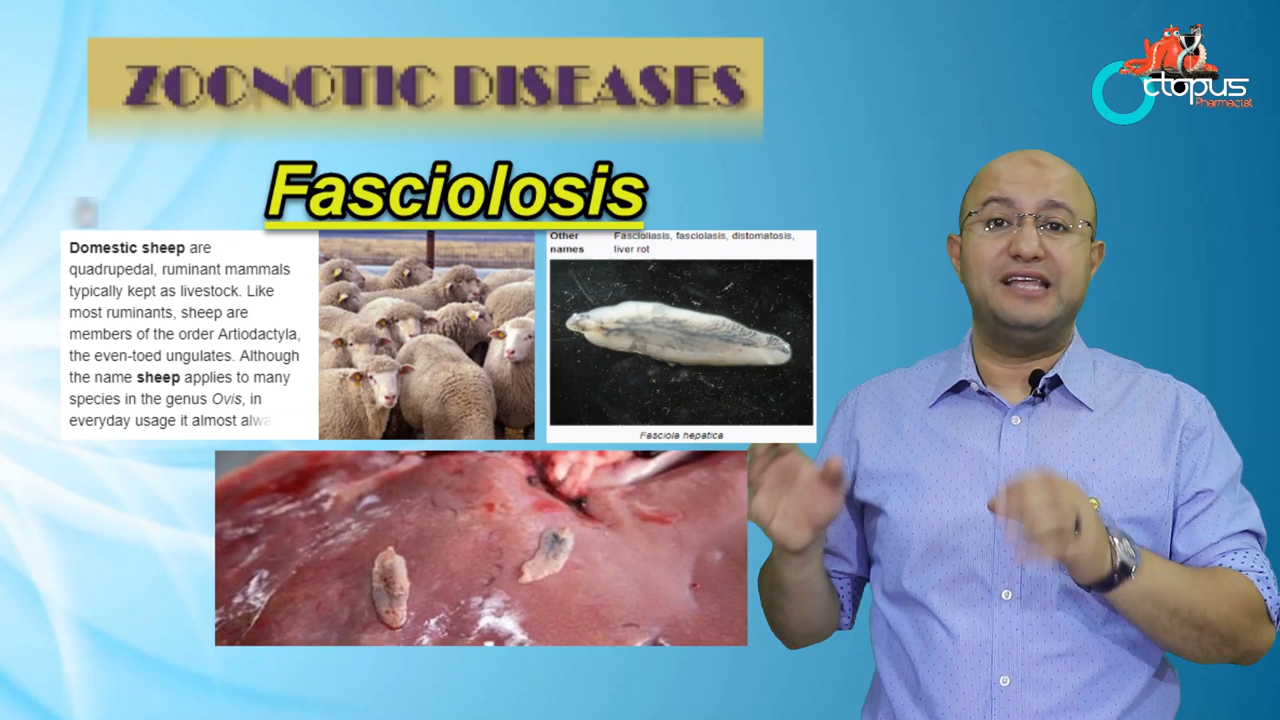 ZOONOTIC DISEASES
Fasciolosis
Domestic sheep are
quadrupedal, ruminant mammals
typically kept as livestock. Like
most ruminants, sheep are
members of the order Artiodactyla,
the even-toed ungulates. Although
the name sheep applies to many
species in the genus Ovis, in
everyday usage it almost alwa
Other names
Fascioliasis, fasciolasis, distomatosis,
liver rot
Fasciola hepatica
Octopus
Pharmacist